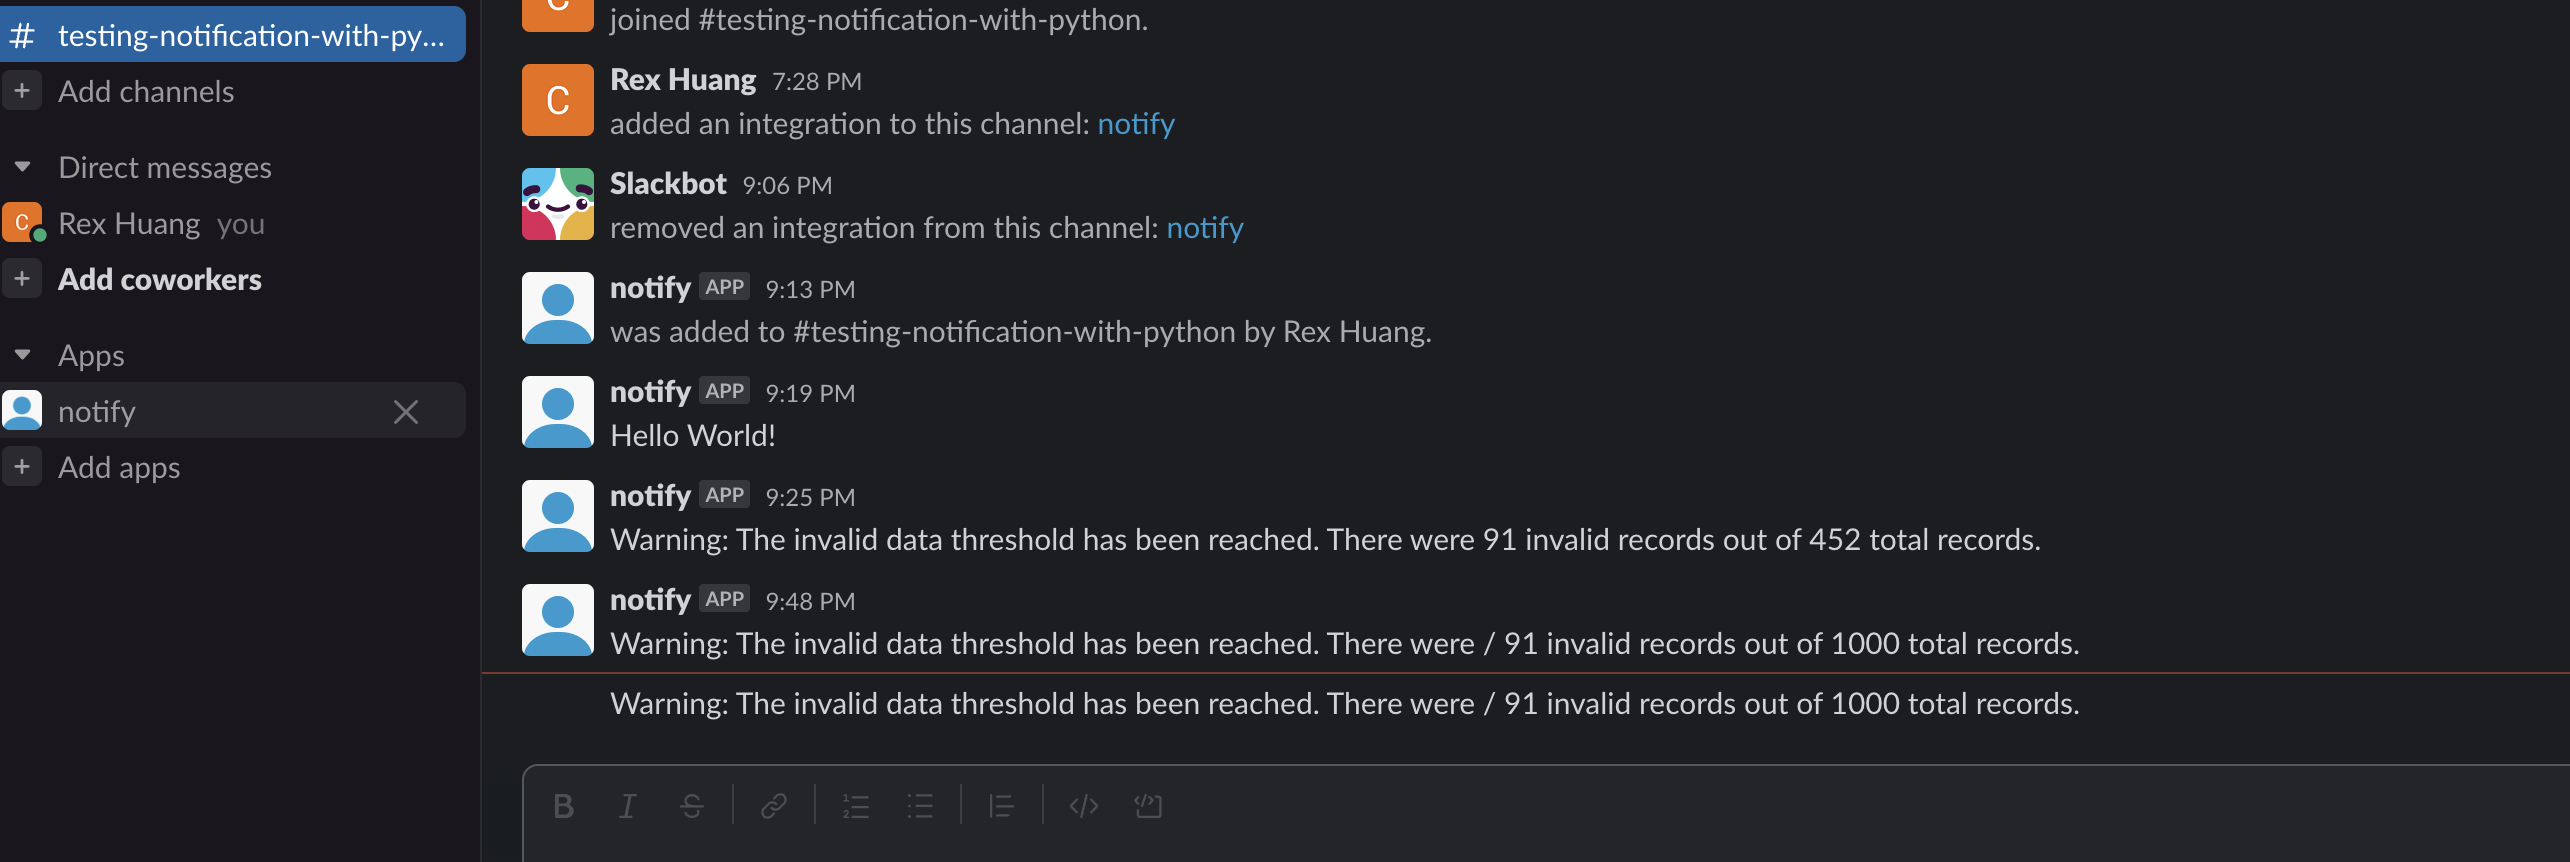 # testing-notification-with-py...
+ Add channels
Direct messages
C Rex Huang you
+ Add coworkers
Apps
notify
+ Add apps
joined #testing-notification-with-python.
C
Rex Huang 7:28 PM
added an integration to this channel: notify
Slackbot 9:06 PM
removed an integration from this channel: notify
notify APP 9:13 PM
was added to #testing-notification-with-python by Rex Huang.
notify APP 9:19 PM
Hello World!
notify APP 9:25 PM
Warning: The invalid data threshold has been reached. There were 91 invalid records out of 452 total records.
notify APP 9:48 PM
Warning: The invalid data threshold has been reached. There were / 91 invalid records out of 1000 total records.
Warning: The invalid data threshold has been reached. There were / 91 invalid records out of 1000 total records.
B I S